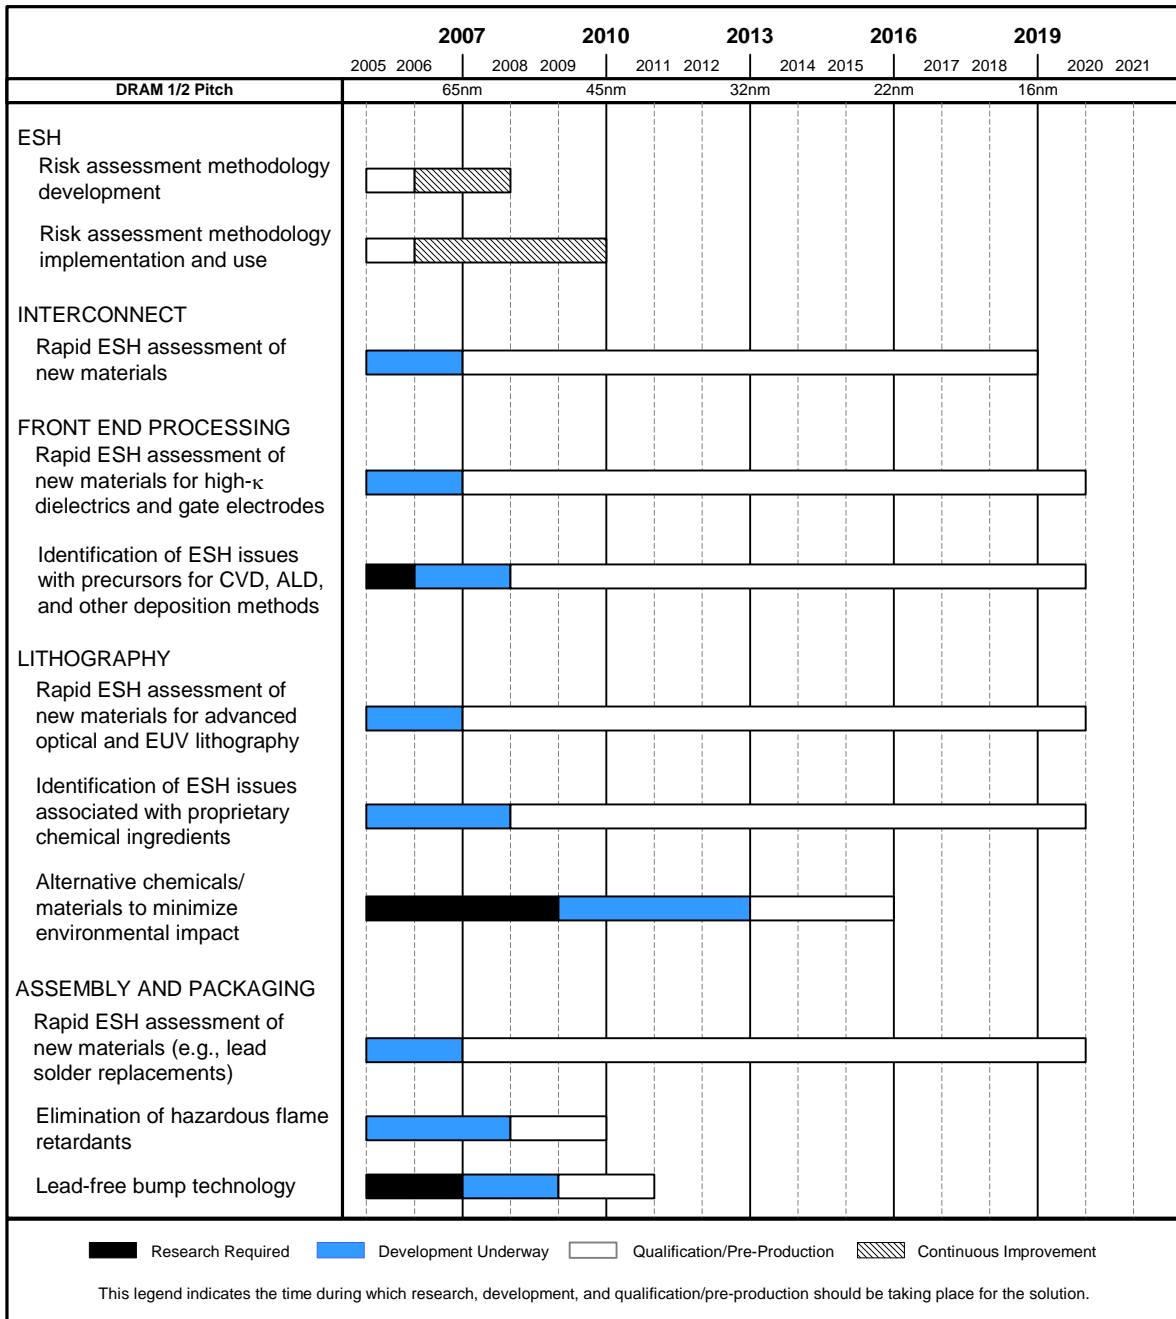 2007 2010 2013 2016 2019
2005 2006 2008 2009 2011 2012 2014 2015 2017 2018 2020 2021
DRAM 1/2 Pitch 65nm 45nm 32nm 22nm 16nm
ESH
Risk assessment methodology
development
Risk assessment methodology
implementation and use
INTERCONNECT
Rapid ESH assessment of
new materials
FRONT END PROCESSING
Rapid ESH assessment of
new materials for high-κ
dielectrics and gate electrodes
Identification of ESH issues
with precursors for CVD, ALD,
and other deposition methods
LITHOGRAPHY
Rapid ESH assessment of
new materials for advanced
optical and EUV lithography
Identification of ESH issues
associated with proprietary
chemical ingredients
Alternative chemicals/
materials to minimize
environmental impact
ASSEMBLY AND PACKAGING
Rapid ESH assessment of
new materials (e.g., lead
solder replacements)
Elimination of hazardous flame
retardants
Lead-free bump technology
Research Required Development Underway Qualification/Pre-Production Continuous Improvement
This legend indicates the time during which research, development, and qualification/pre-production should be taking place for the solution.